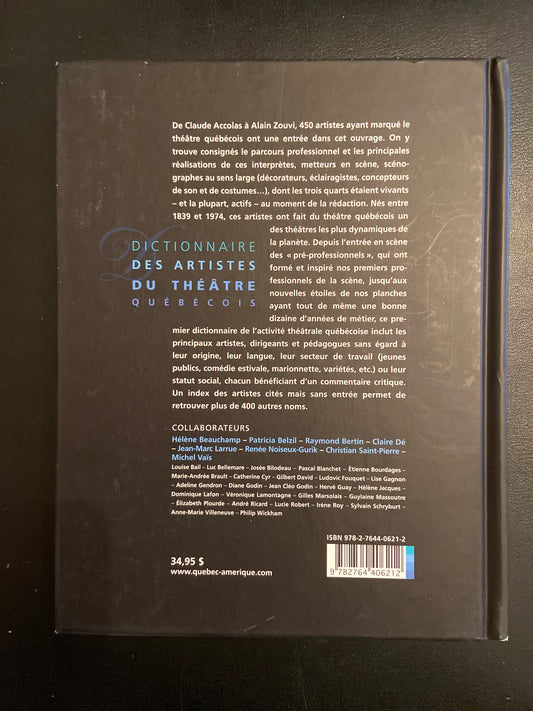 De Claude Accolas à Alain Zouvi, 450 artistes ayant marqué le
théâtre québécois ont une entrée dans cet ouvrage. On y
trouve consignés le parcours professionnel et les principales
réalisations de ces interprètes, metteurs en scène, scéno-
graphes au sens large (décorateurs, éclairagistes, concepteurs
de son et de costumes…), dont les trois quarts étaient vivants
– et la plupart, actifs – au moment de la rédaction. Nés entre
1839 et 1974, ces artistes ont fait du théâtre québécois un
des théâtres les plus dynamiques de
la planète. Depuis l'entrée en scène
des « pré-professionnels », qui ont
formé et inspiré nos premiers pro-
fessionnels de la scène, jusqu'aux
nouvelles étoiles de nos planches
ayant tout de même une bonne
dizaine d'années de métier, ce pre-
mier dictionnaire de l'activité théâtrale québécoise inclut les
principaux artistes, dirigeants et pédagogues sans égard à
leur origine, leur langue, leur secteur de travail (jeunes
publics, comédie estivale, marionnette, variétés, etc.) ou leur
statut social, chacun bénéficiant d'un commentaire critique.
Un index des artistes cités mais sans entrée permet de
retrouver plus de 400 autres noms.
DICTIONNAIRE
DES ARTISTES
DU THÉÂTRE
QUÉBÉCOIS
COLLABORATEURS
Hélène Beauchamp – Patricia Belzil – Raymond Bertin – Claire Dé
– Jean-Marc Larrue – Renée Noiseux-Gurik – Christian Saint-Pierre –
Michel Vaïs
Louise Bail – Luc Bellemare – Josée Bilodeau – Pascal Blanchet – Étienne Bourdages –
Marie-Andrée Brault – Catherine Cyr – Gilbert David – Ludovic Fouquet – Lise Gagnon
– Adeline Gendron – Diane Godin – Jean Cléo Godin – Hervé Guay – Hélène Jacques –
Dominique Lafon – Véronique Lamontagne – Gilles Marsolais – Guylaine Massoutre
– Élizabeth Plourde – André Ricard – Lucie Robert – Irène Roy – Sylvain Schryburt –
Anne-Marie Villeneuve – Philip Wickham
ISBN 978-2-7644-0621-2
9 782764 406212
34,95 $
www.quebec-amerique.com